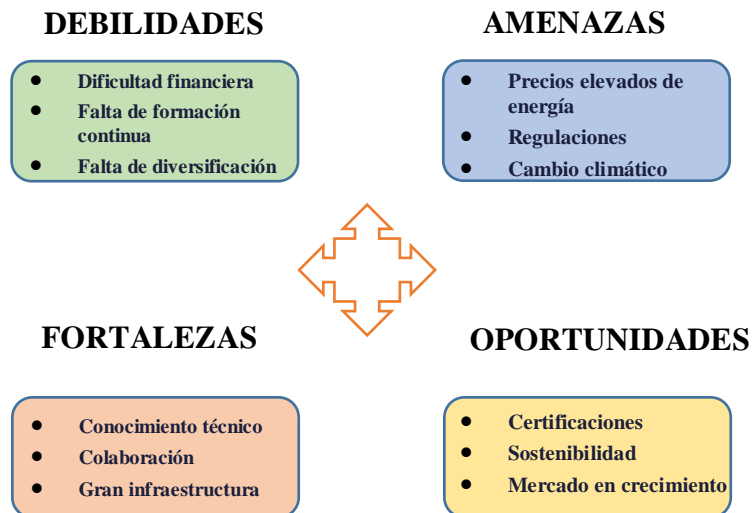 DEBILIDADES
• Dificultad financiera
• Falta de formación
continua
• Falta de diversificación
AMENAZAS
• Precios elevados de
energía
• Regulaciones
• Cambio climático
FORTALEZAS
• Conocimiento técnico
• Colaboración
• Gran infraestructura
OPORTUNIDADES
• Certificaciones
• Sostenibilidad
• Mercado en crecimiento